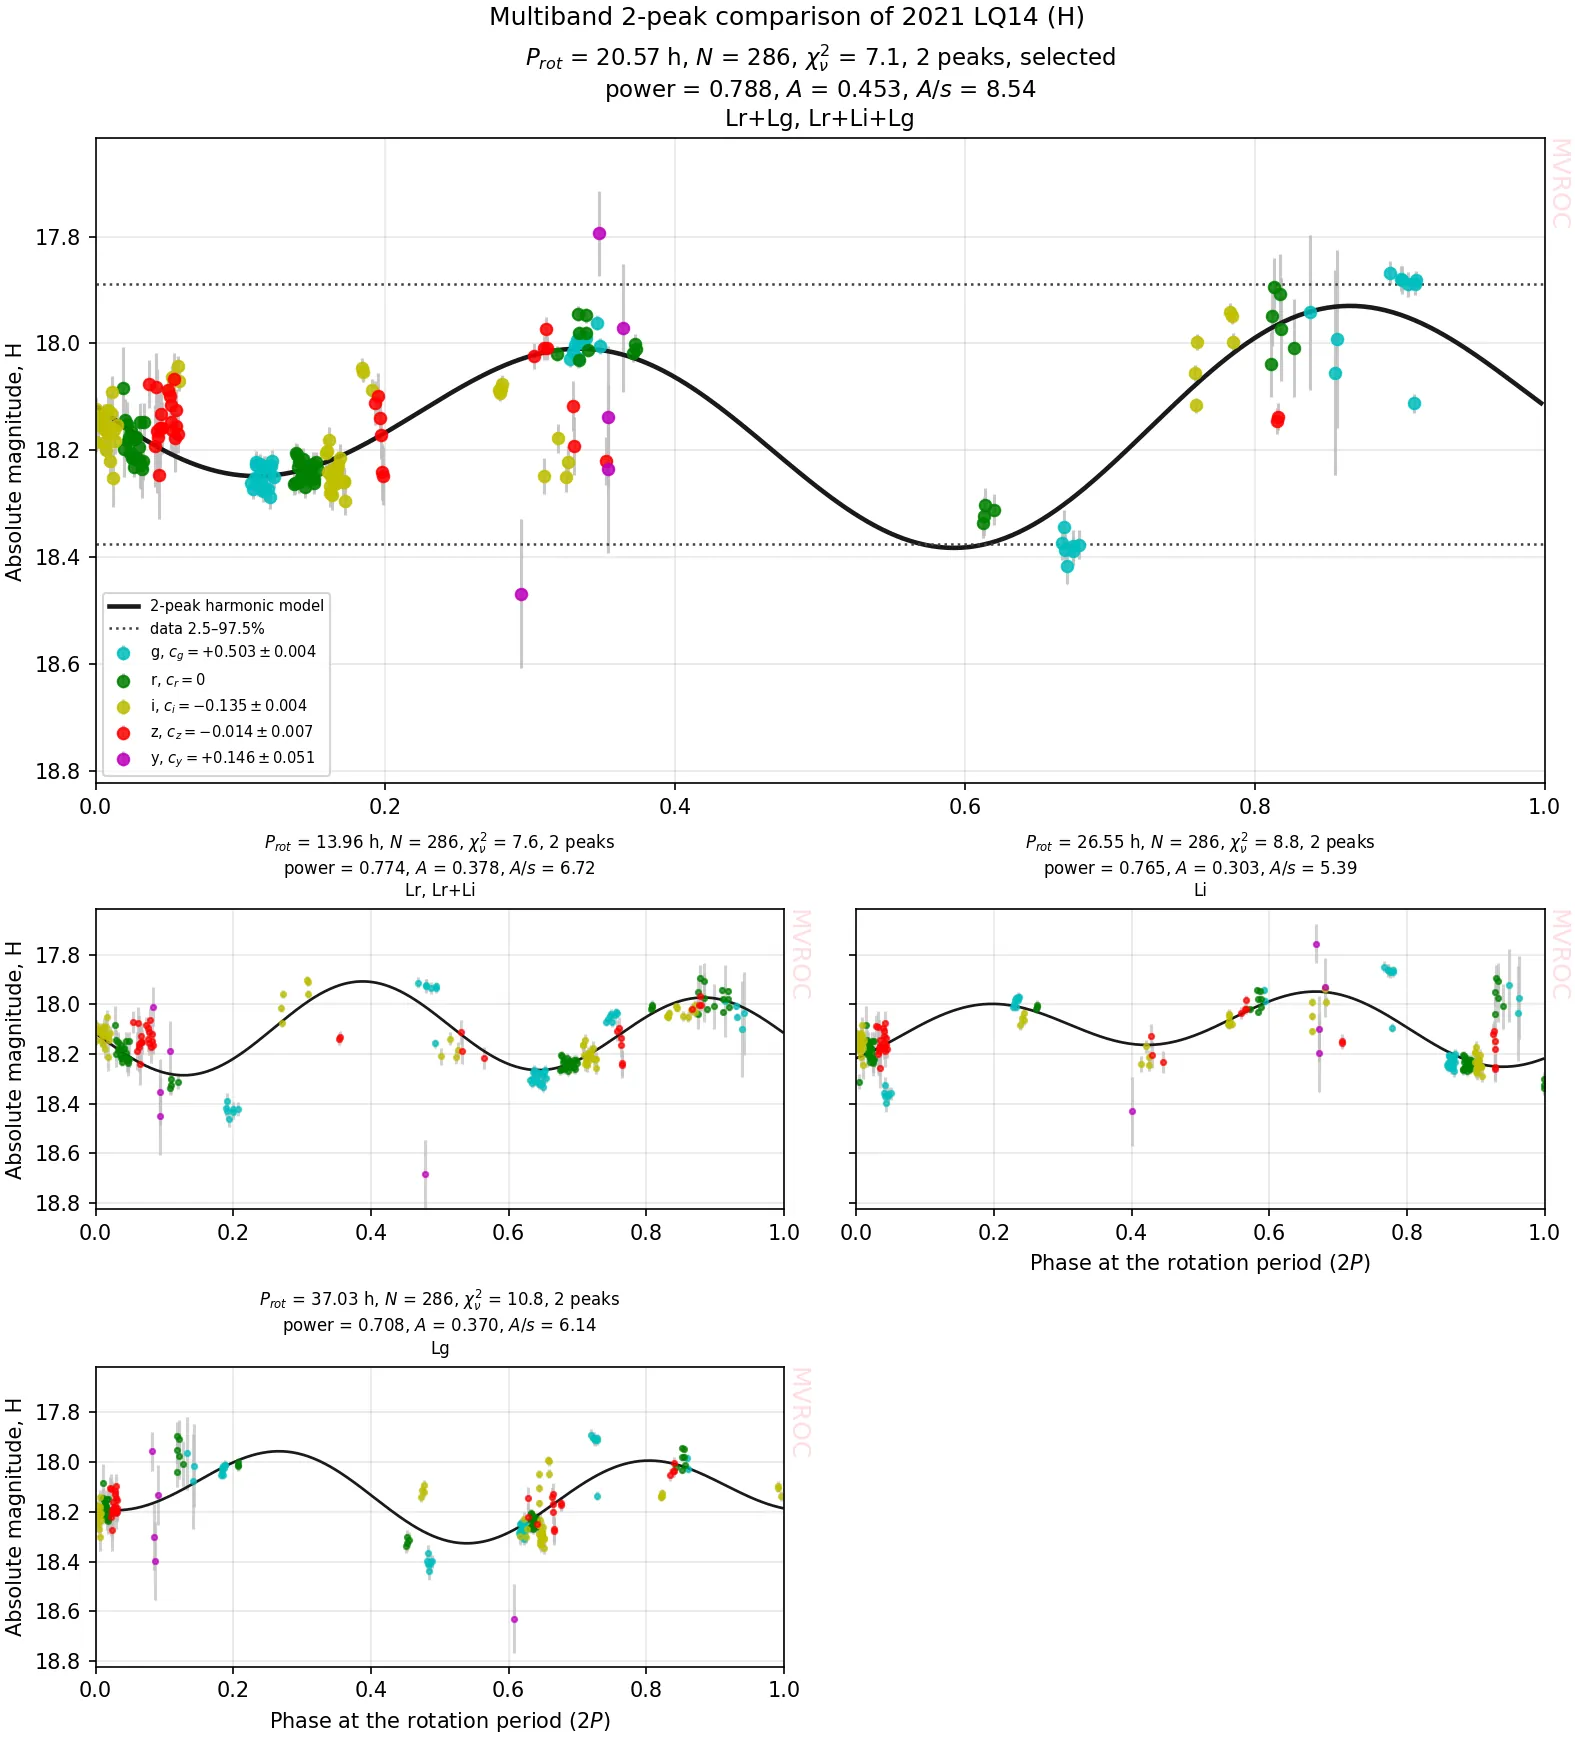 Multiband 2-peak comparison of 2021 LQ14 (H)
P_rot = 20.57 h, N = 286, χ²_ν = 7.1, 2 peaks, selected
power = 0.788, A = 0.453, A/s = 8.54
Lr+Lg, Lr+Li+Lg
MVROC
Absolute magnitude, H
17.8
18.0
18.2
18.4
18.6
18.8
2-peak harmonic model
data 2.5–97.5%
g, c_g = +0.503 ± 0.004
r, c_r = 0
i, c_i = −0.135 ± 0.004
z, c_z = −0.014 ± 0.007
y, c_y = +0.146 ± 0.051
0.0 0.2 0.4 0.6 0.8 1.0
P_rot = 13.96 h, N = 286, χ²_ν = 7.6, 2 peaks
power = 0.774, A = 0.378, A/s = 6.72
Lr, Lr+Li
MVROC
Absolute magnitude, H
17.8
18.0
18.2
18.4
18.6
18.8
0.0 0.2 0.4 0.6 0.8 1.0
P_rot = 26.55 h, N = 286, χ²_ν = 8.8, 2 peaks
power = 0.765, A = 0.303, A/s = 5.39
Li
MVROC
0.0 0.2 0.4 0.6 0.8 1.0
Phase at the rotation period (2P)
P_rot = 37.03 h, N = 286, χ²_ν = 10.8, 2 peaks
power = 0.708, A = 0.370, A/s = 6.14
Lg
MVROC
Absolute magnitude, H
17.8
18.0
18.2
18.4
18.6
18.8
0.0 0.2 0.4 0.6 0.8 1.0
Phase at the rotation period (2P)